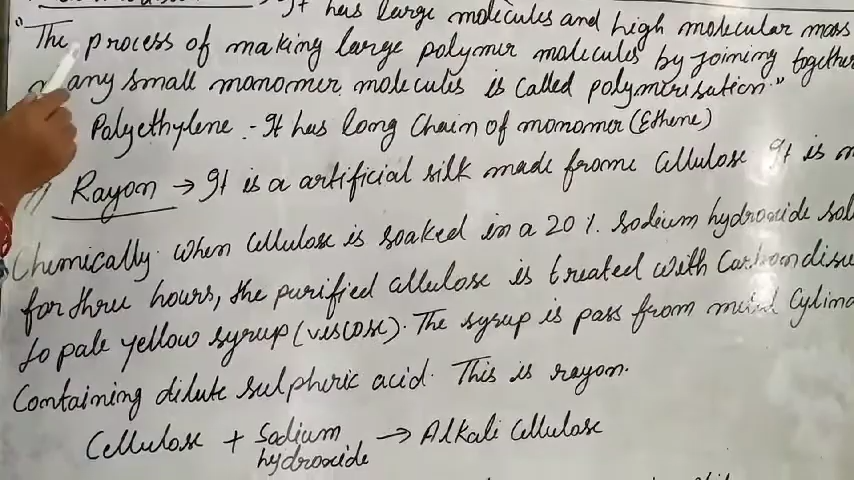 It has large molecules and high molecular mass
"The process of making large polymer molecules by joining together
many small monomer molecules is called polymerisation."
Polyethylene :- It has long Chain of monomer (Ethene)
Rayon → It is a artificial silk made frome Cellulose It is
Chemically. When Cellulose is soaked in a 20 %. Sodium hydroxide
for three hours, the purified cellulose is treated with
to pale yellow syrup (viscose). The syrup is pass from metal
Containing dilute sulphuric acid. This is rayon.
Cellulose + Sodium hydroxide → Alkali Cellulose